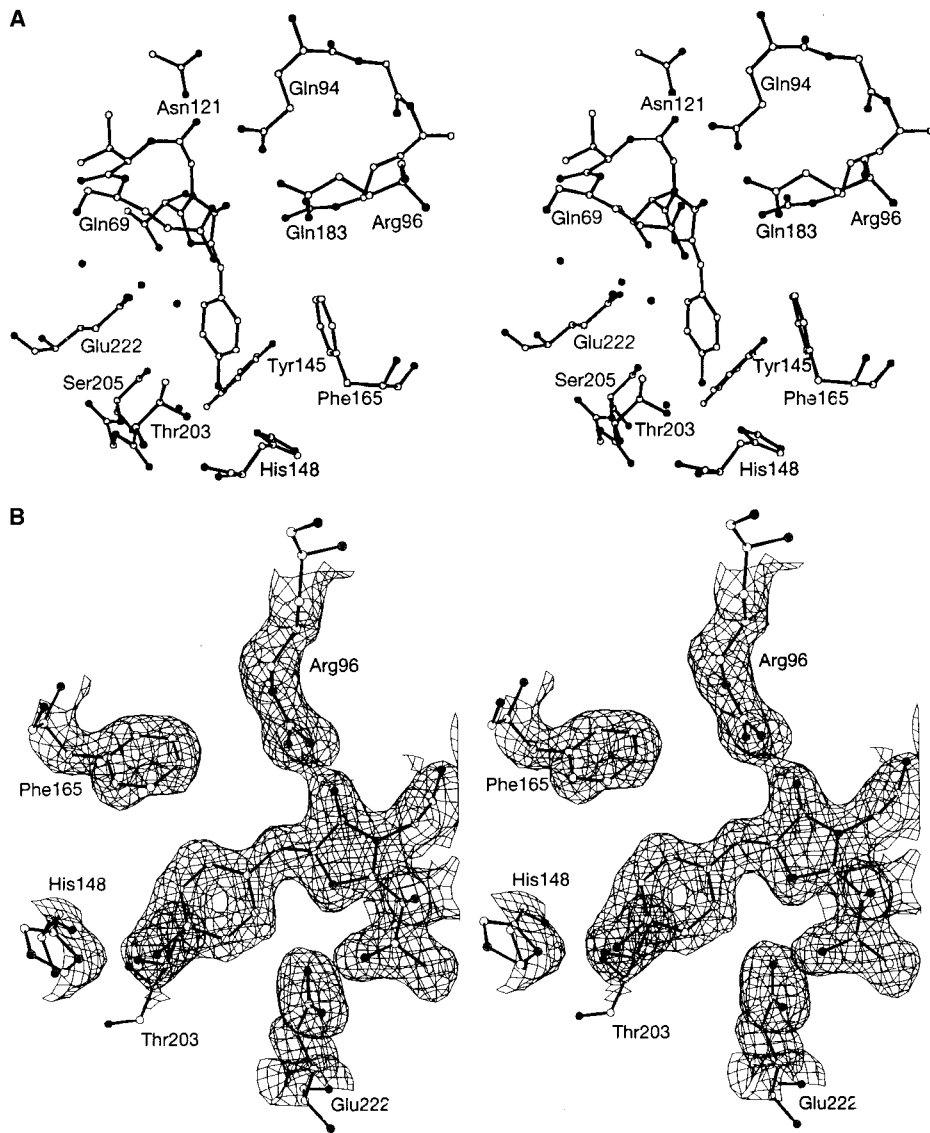 A
Asn121
Gln94
Gln69
Gln183
Arg96
Glu222
Tyr145
Ser205
Phe165
Thr203
His148
Asn121
Gln94
Gln69
Gln183
Arg96
Glu222
Tyr145
Ser205
Phe165
Thr203
His148
B
Arg96
Phe165
His148
Thr203
Glu222
Arg96
Phe165
His148
Thr203
Glu222